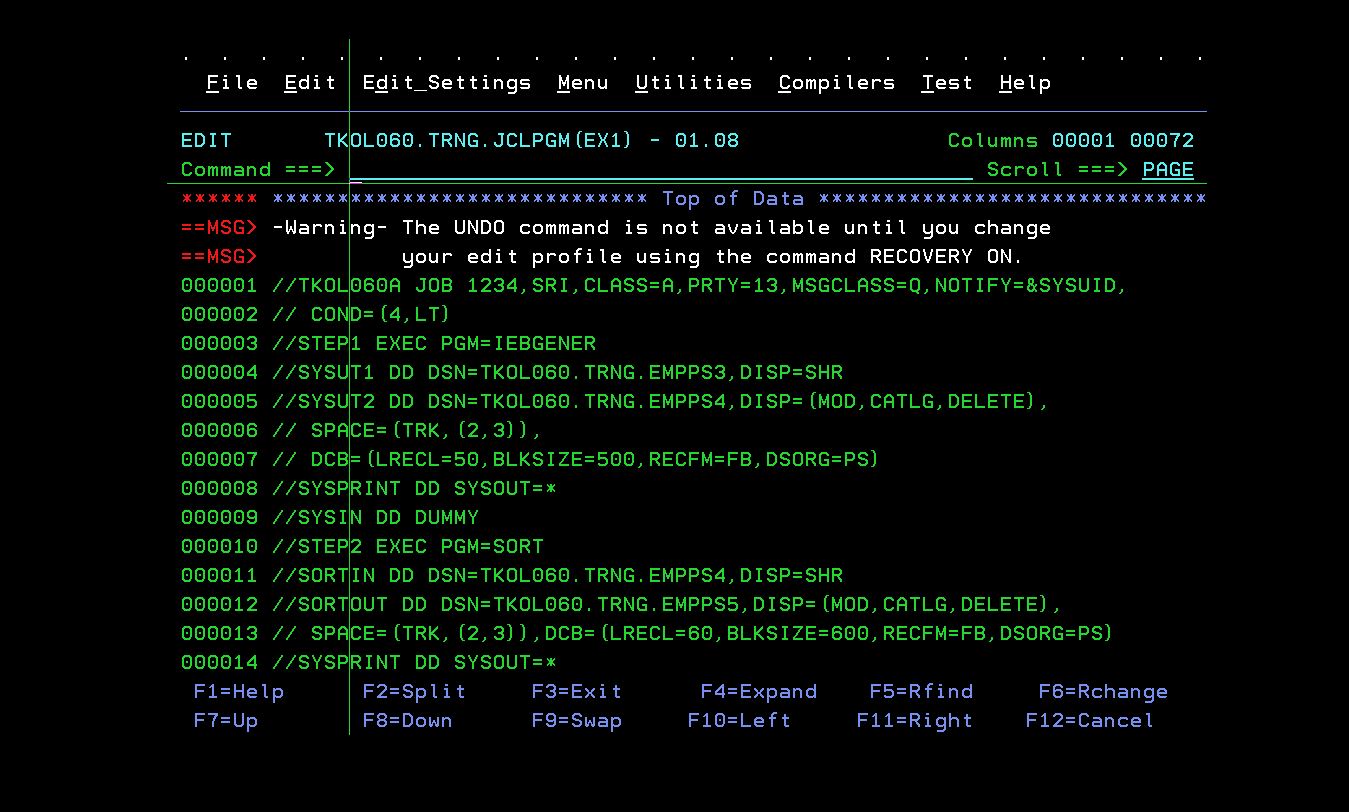 . . . . . . . . . . . . . . . . . . . . . . . . . . .
File Edit Edit_Settings Menu Utilities Compilers Test Help
EDIT TKOL060.TRNG.JCLPGM(EX1) - 01.08 Columns 00001 00072
Command ===> Scroll ===> PAGE
****** ***************************** Top of Data ******************************
==MSG> -Warning- The UNDO command is not available until you change
==MSG> your edit profile using the command RECOVERY ON.
000001 //TKOL060A JOB 1234,SRI,CLASS=A,PRTY=13,MSGCLASS=Q,NOTIFY=&SYSUID,
000002 // COND=(4,LT)
000003 //STEP1 EXEC PGM=IEBGENER
000004 //SYSUT1 DD DSN=TKOL060.TRNG.EMPPS3,DISP=SHR
000005 //SYSUT2 DD DSN=TKOL060.TRNG.EMPPS4,DISP=(MOD,CATLG,DELETE),
000006 // SPACE=(TRK,(2,3)),
000007 // DCB=(LRECL=50,BLKSIZE=500,RECFM=FB,DSORG=PS)
000008 //SYSPRINT DD SYSOUT=*
000009 //SYSIN DD DUMMY
000010 //STEP2 EXEC PGM=SORT
000011 //SORTIN DD DSN=TKOL060.TRNG.EMPPS4,DISP=SHR
000012 //SORTOUT DD DSN=TKOL060.TRNG.EMPPS5,DISP=(MOD,CATLG,DELETE),
000013 // SPACE=(TRK,(2,3)),DCB=(LRECL=60,BLKSIZE=600,RECFM=FB,DSORG=PS)
000014 //SYSPRINT DD SYSOUT=*
F1=Help F2=Split F3=Exit F4=Expand F5=Rfind F6=Rchange
F7=Up F8=Down F9=Swap F10=Left F11=Right F12=Cancel